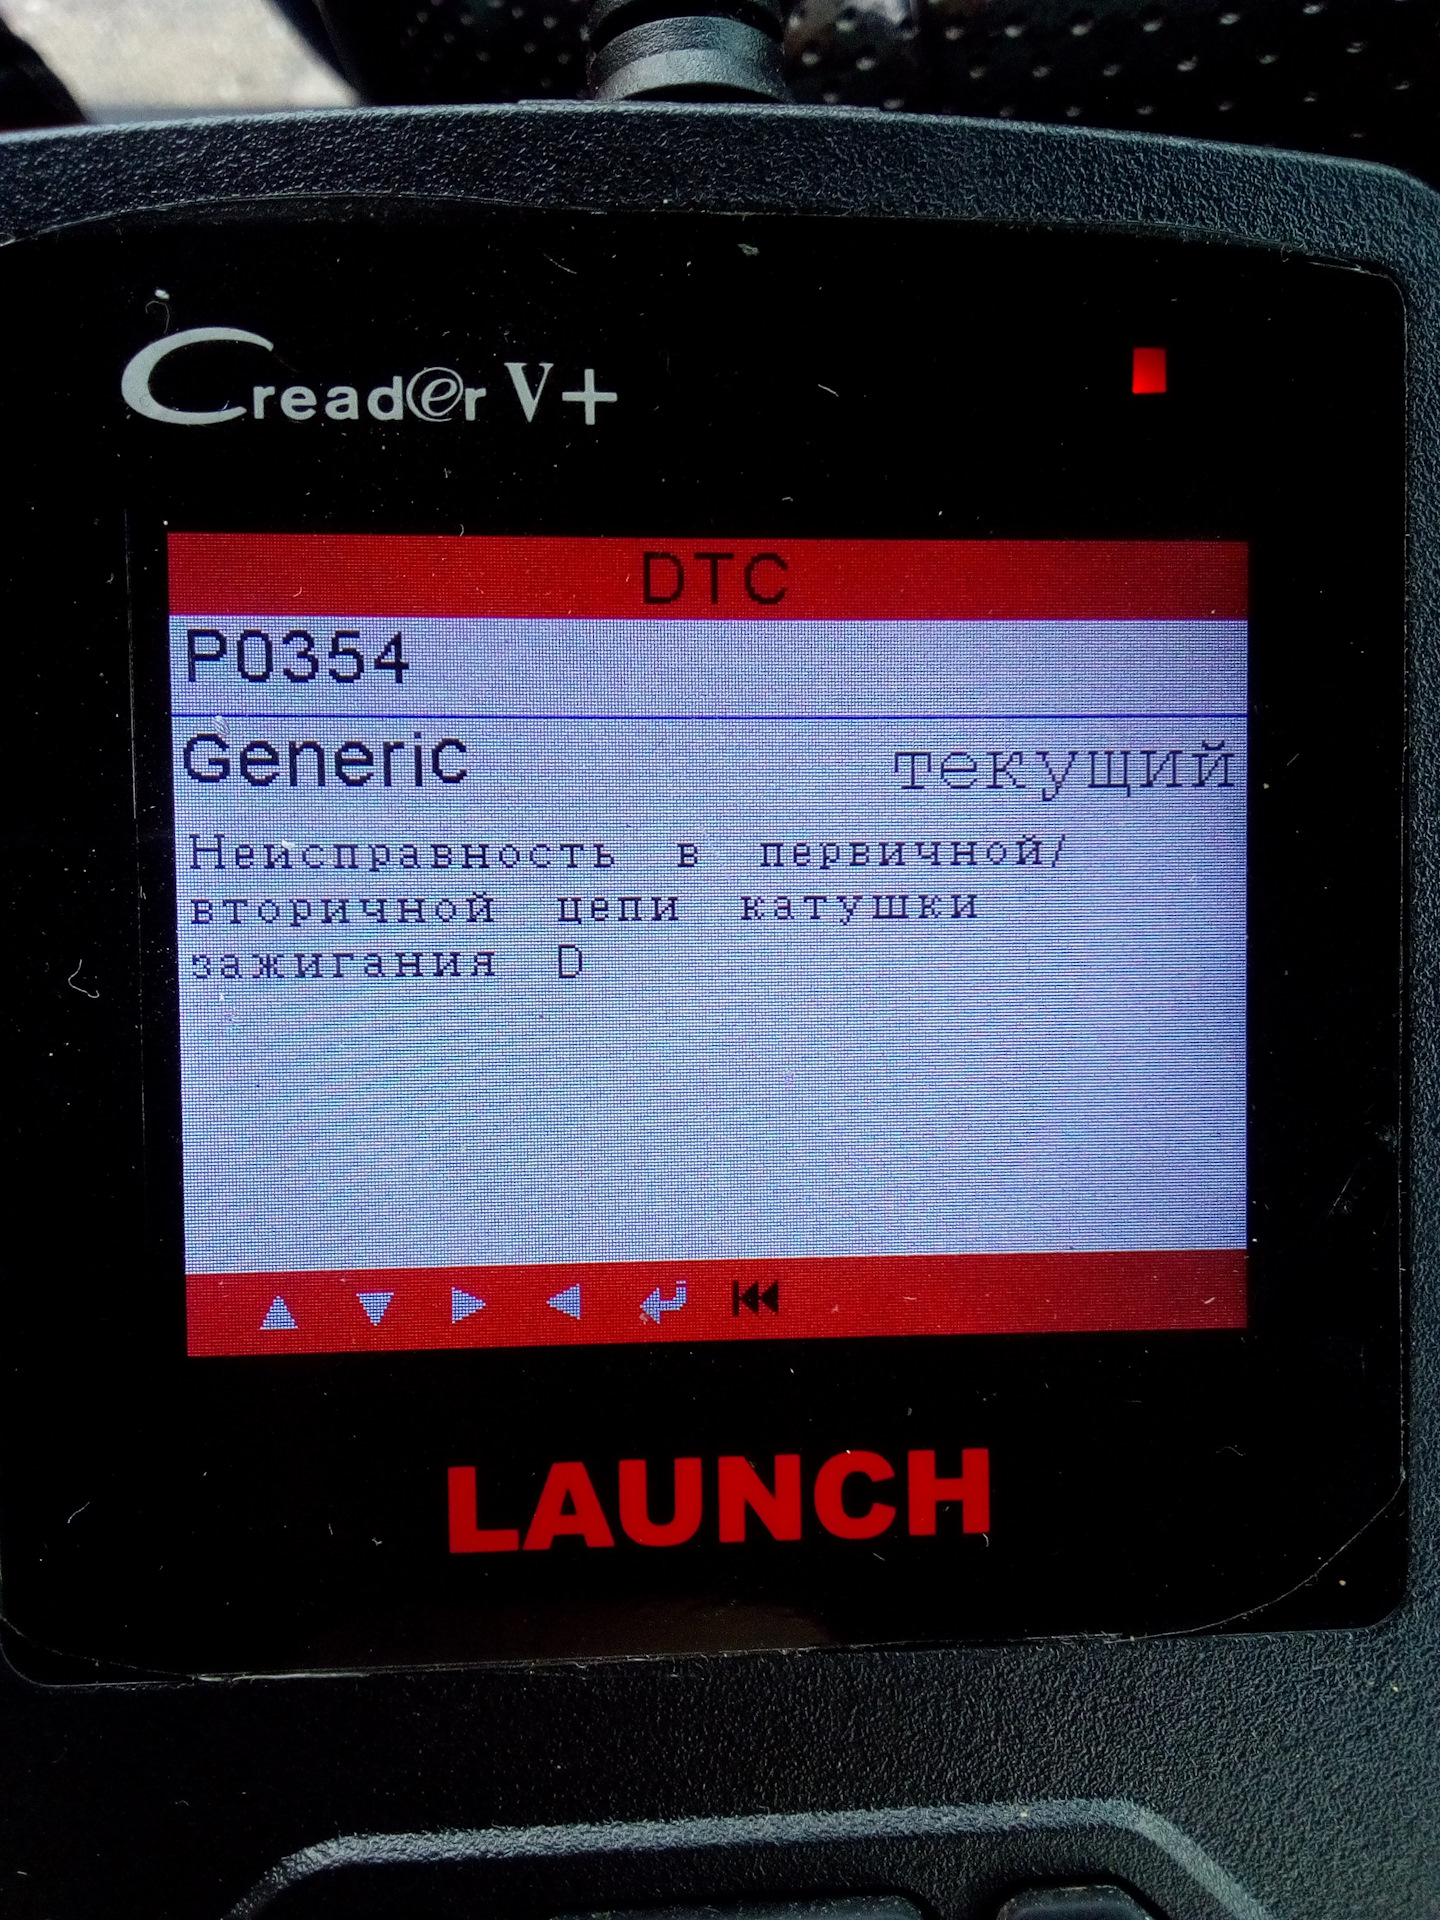 Creader V+
DTC
P0354
Generic текущий
Неисправность в первичной/
вторичной цепи катушки
зажигания D
LAUNCH